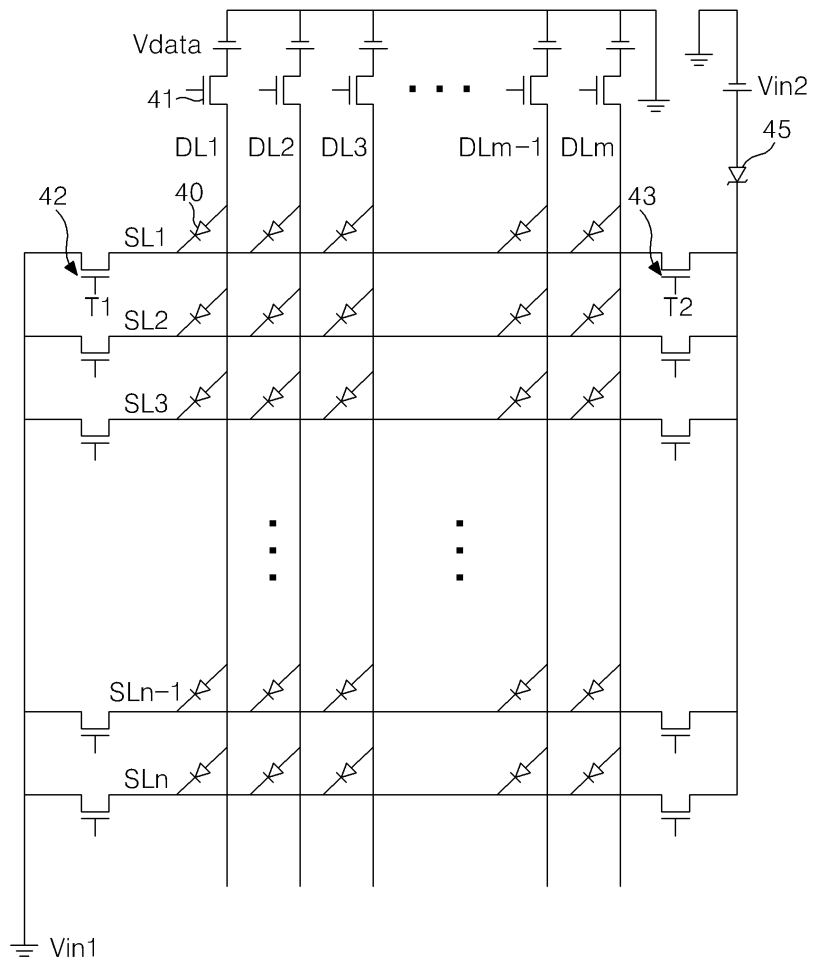 Vdata
Vin2
41
45
DL1 DL2 DL3 DLm-1 DLm
42 40 43
SL1
T1 T2
SL2
SL3
SLn-1
SLn
Vin1